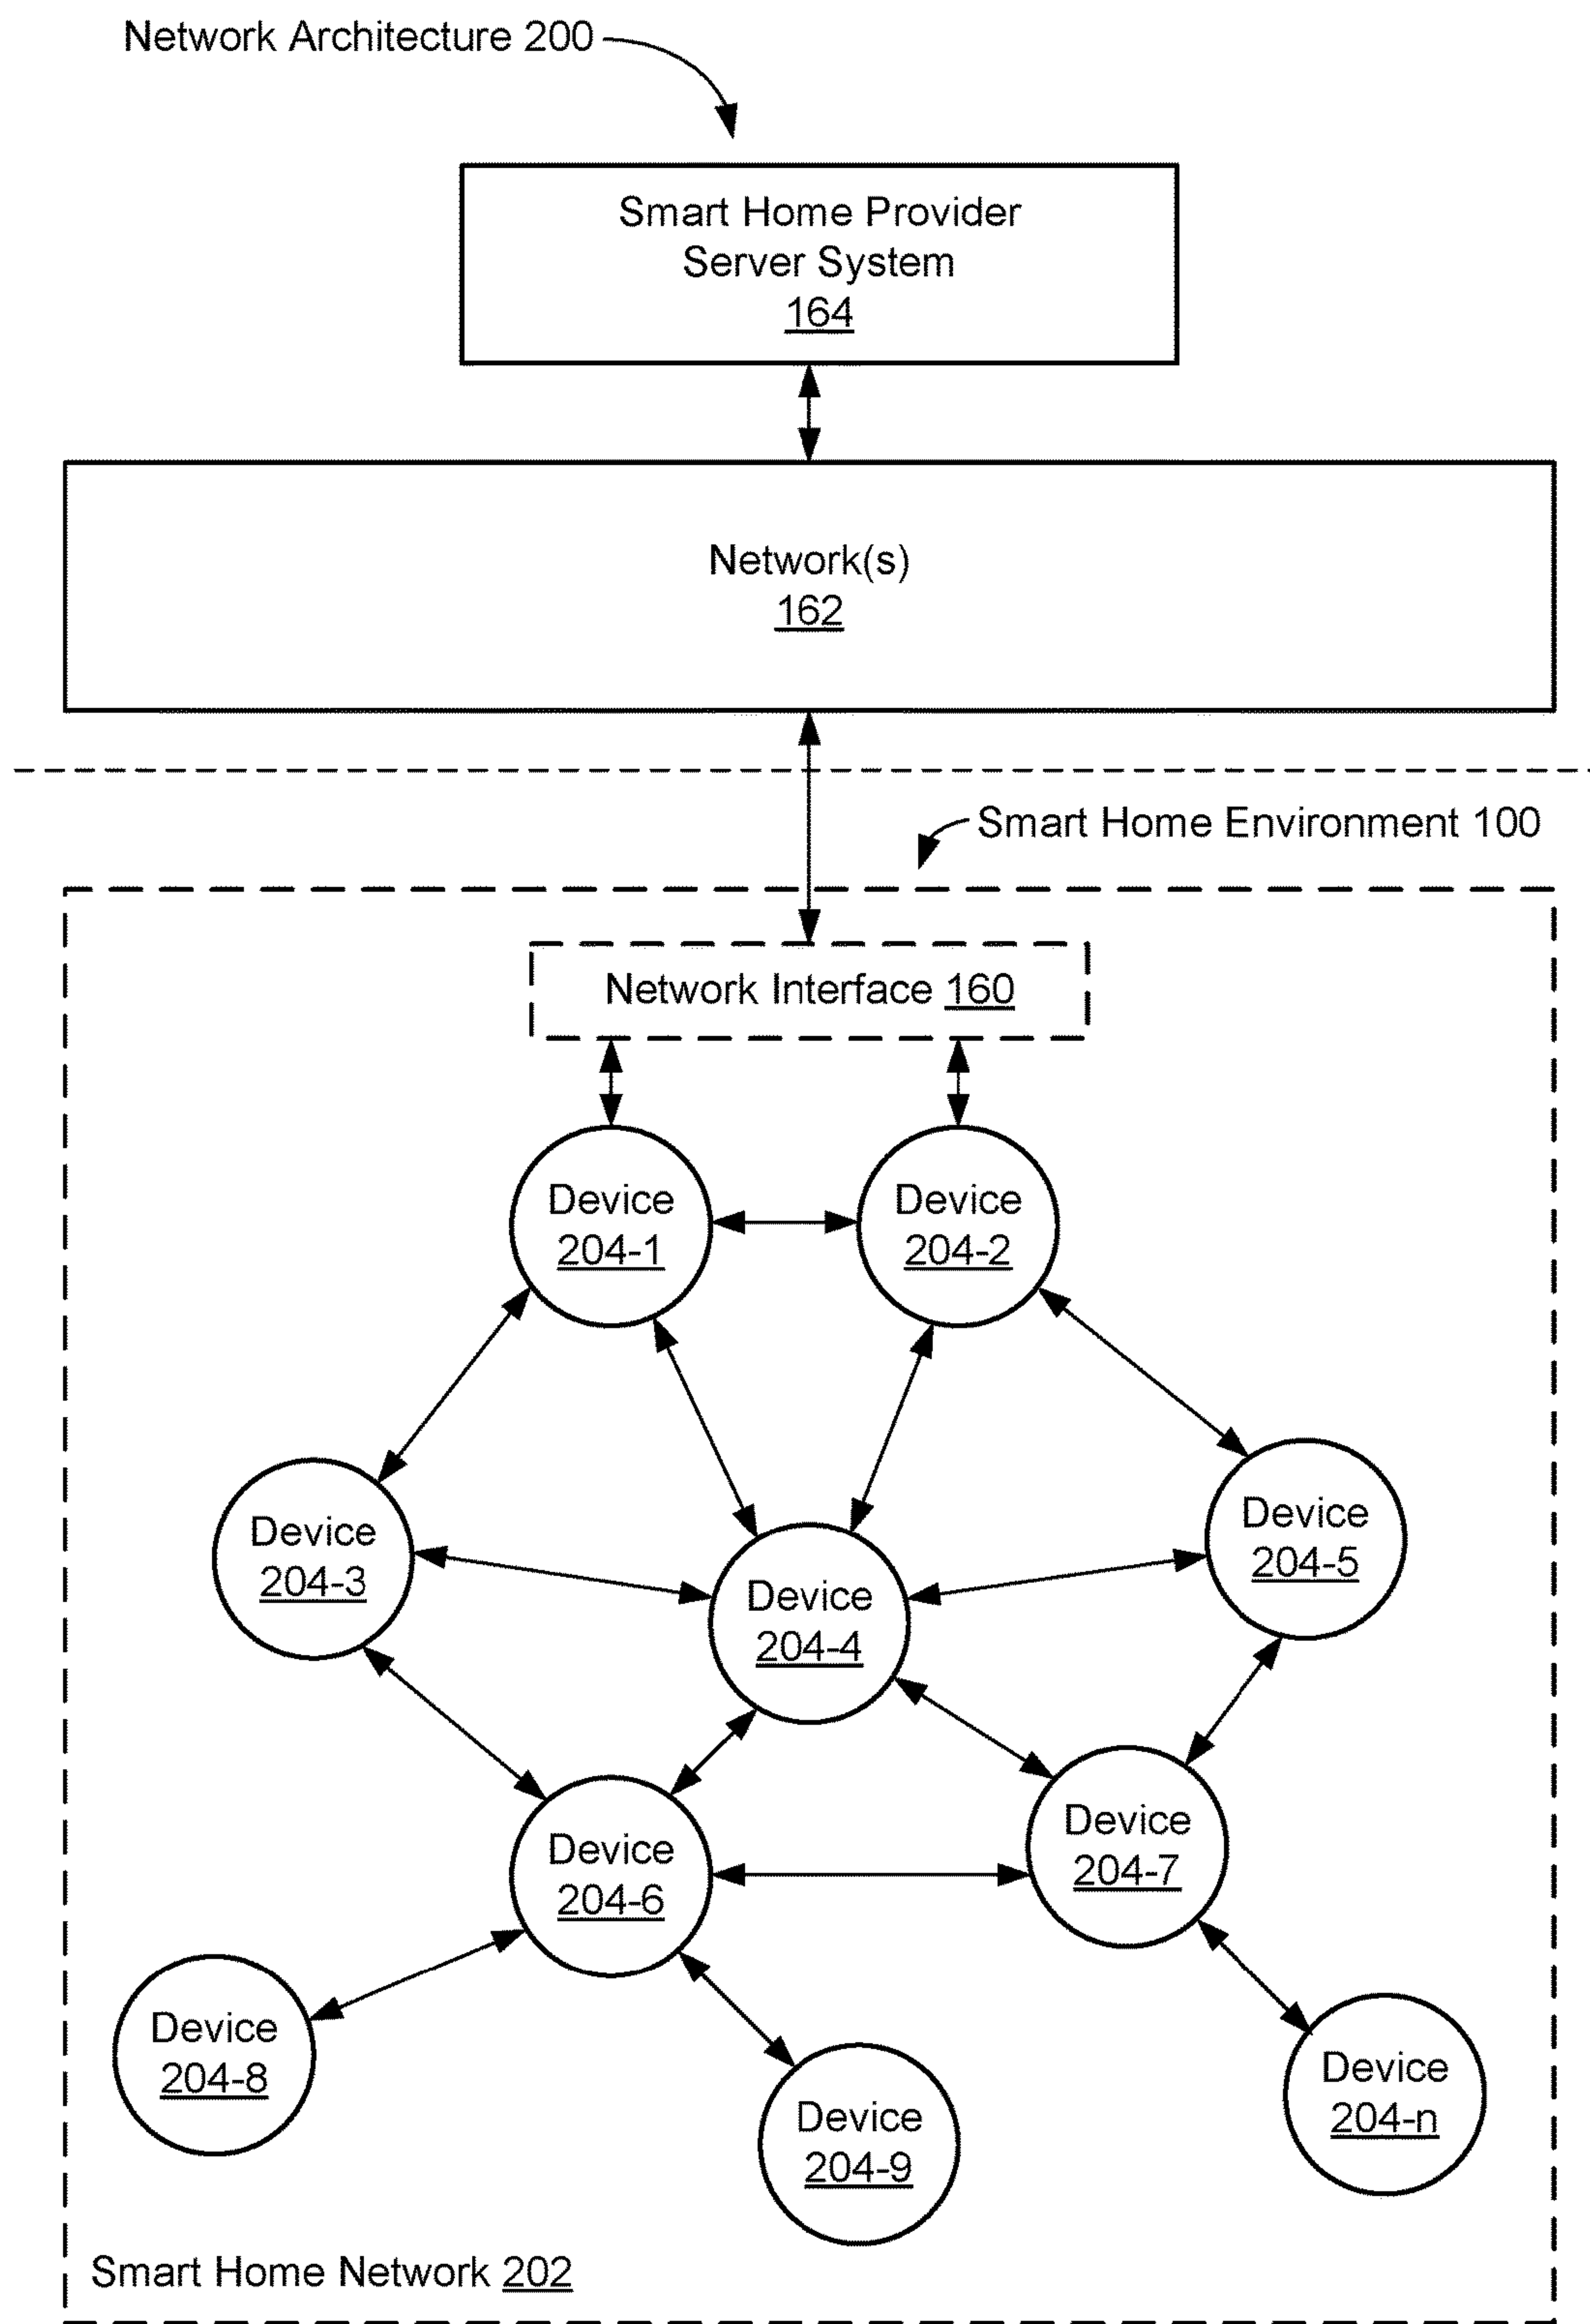 Network Architecture 200
Smart Home Provider
Server System
164
Network(s)
162
Smart Home Environment 100
Network Interface 160
Device
204-1
Device
204-2
Device
204-3
Device
204-4
Device
204-5
Device
204-6
Device
204-7
Device
204-8
Device
204-9
Device
204-n
Smart Home Network 202